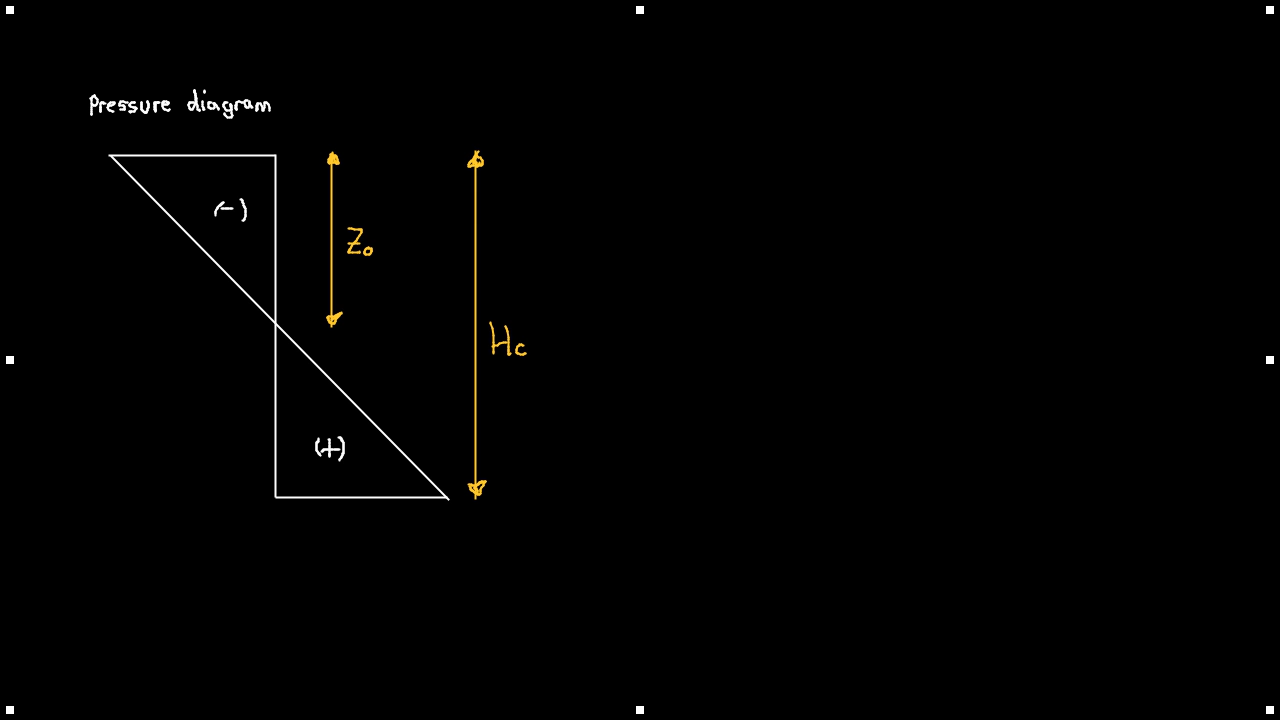 Pressure diagram
(-)
Z₀
Hc
(+)